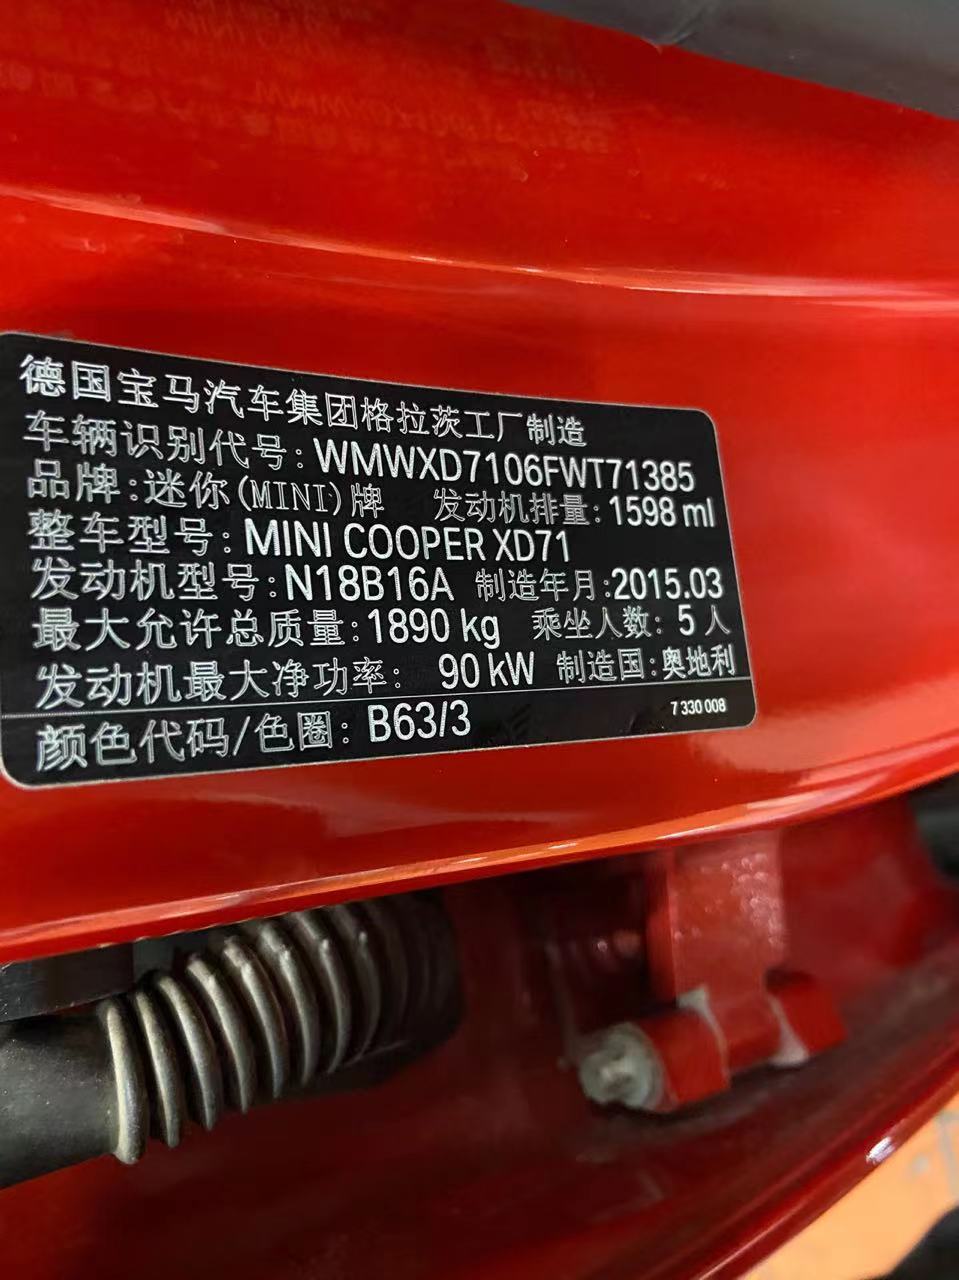 德国宝马汽车集团格拉茨工厂制造
车辆识别代号: WMWXD7106FWT71385
品牌:迷你(MINI)牌 发动机排量: 1598 ml
整车型号: MINI COOPER XD71
发动机型号: N18B16A 制造年月:2015.03
最大允许总质量: 1890 kg 乘坐人数: 5 人
发动机最大净功率: 90 kW 制造国: 奥地利
颜色代码/色圈: B63/3 7 330 008